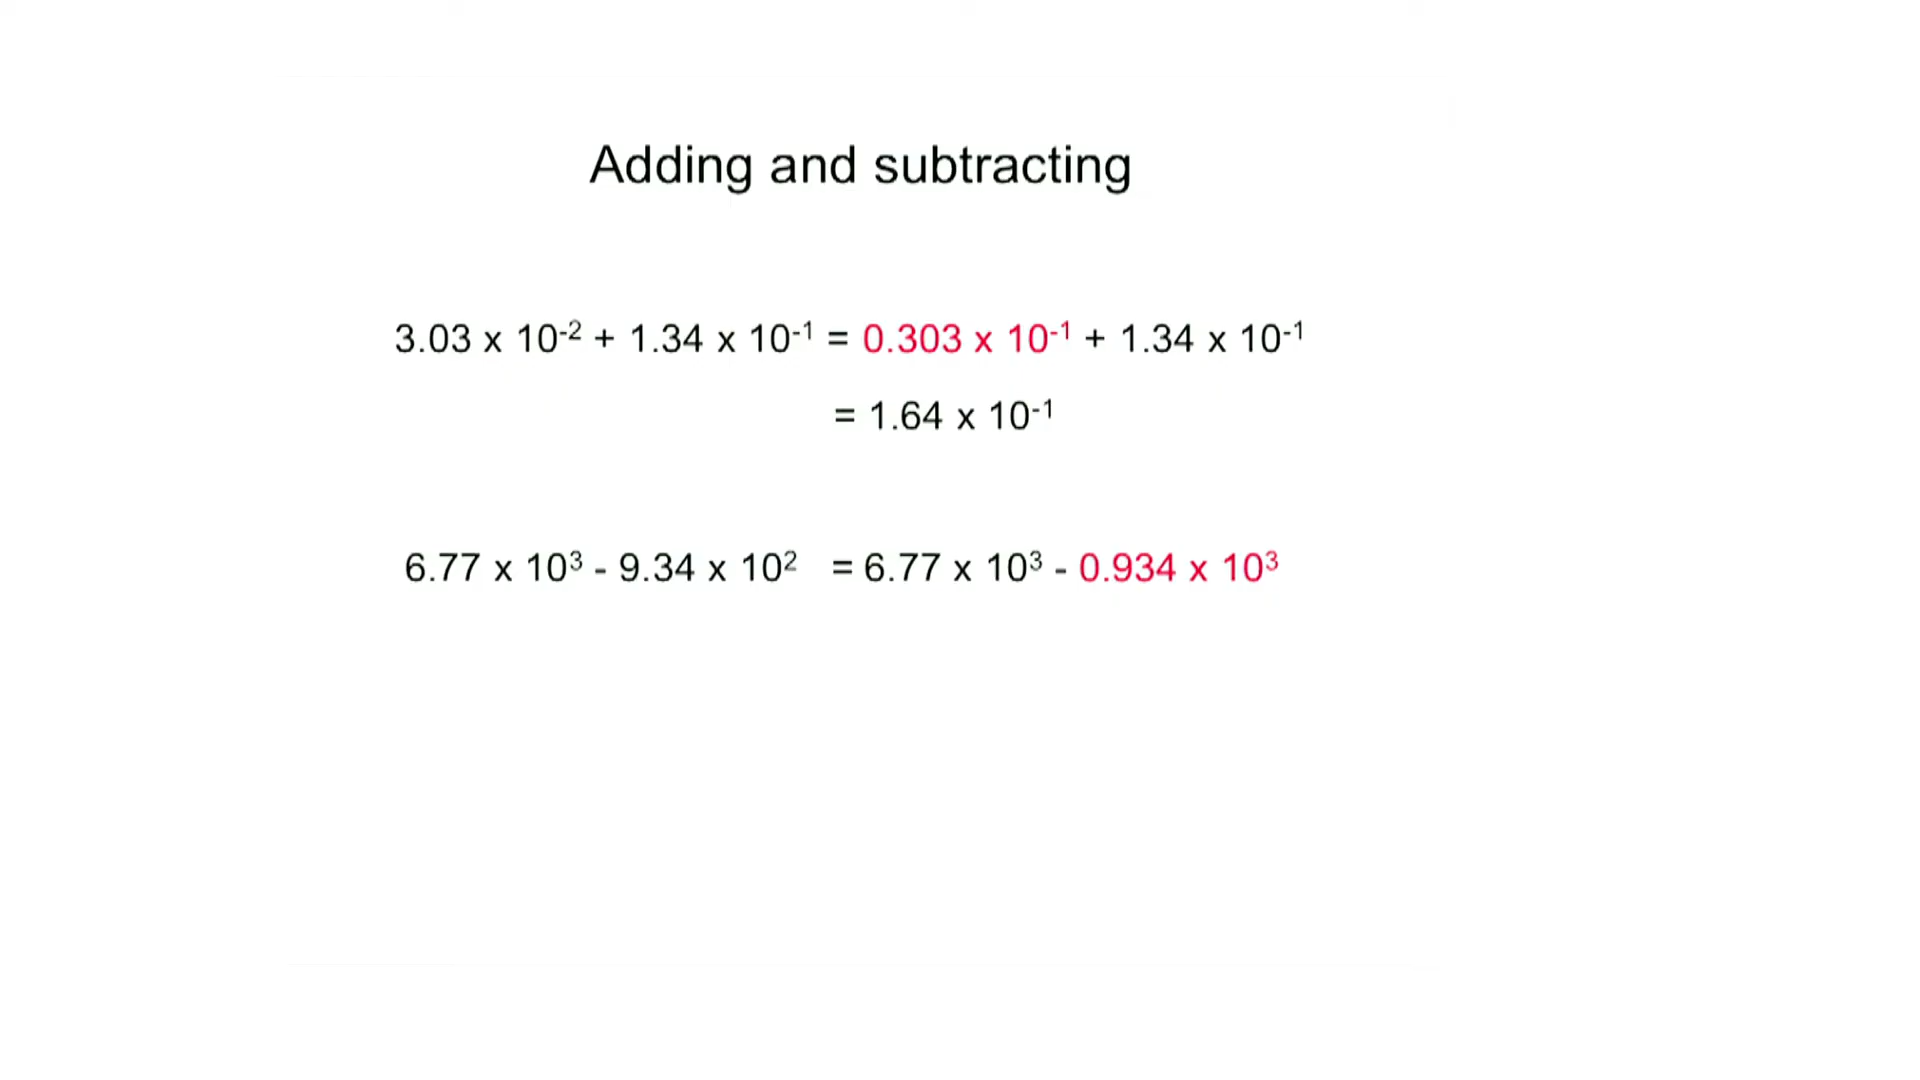 Adding and subtracting
3.03 x 10⁻² + 1.34 x 10⁻¹ = 0.303 x 10⁻¹ + 1.34 x 10⁻¹
= 1.64 x 10⁻¹
6.77 x 10³ - 9.34 x 10² = 6.77 x 10³ - 0.934 x 10³